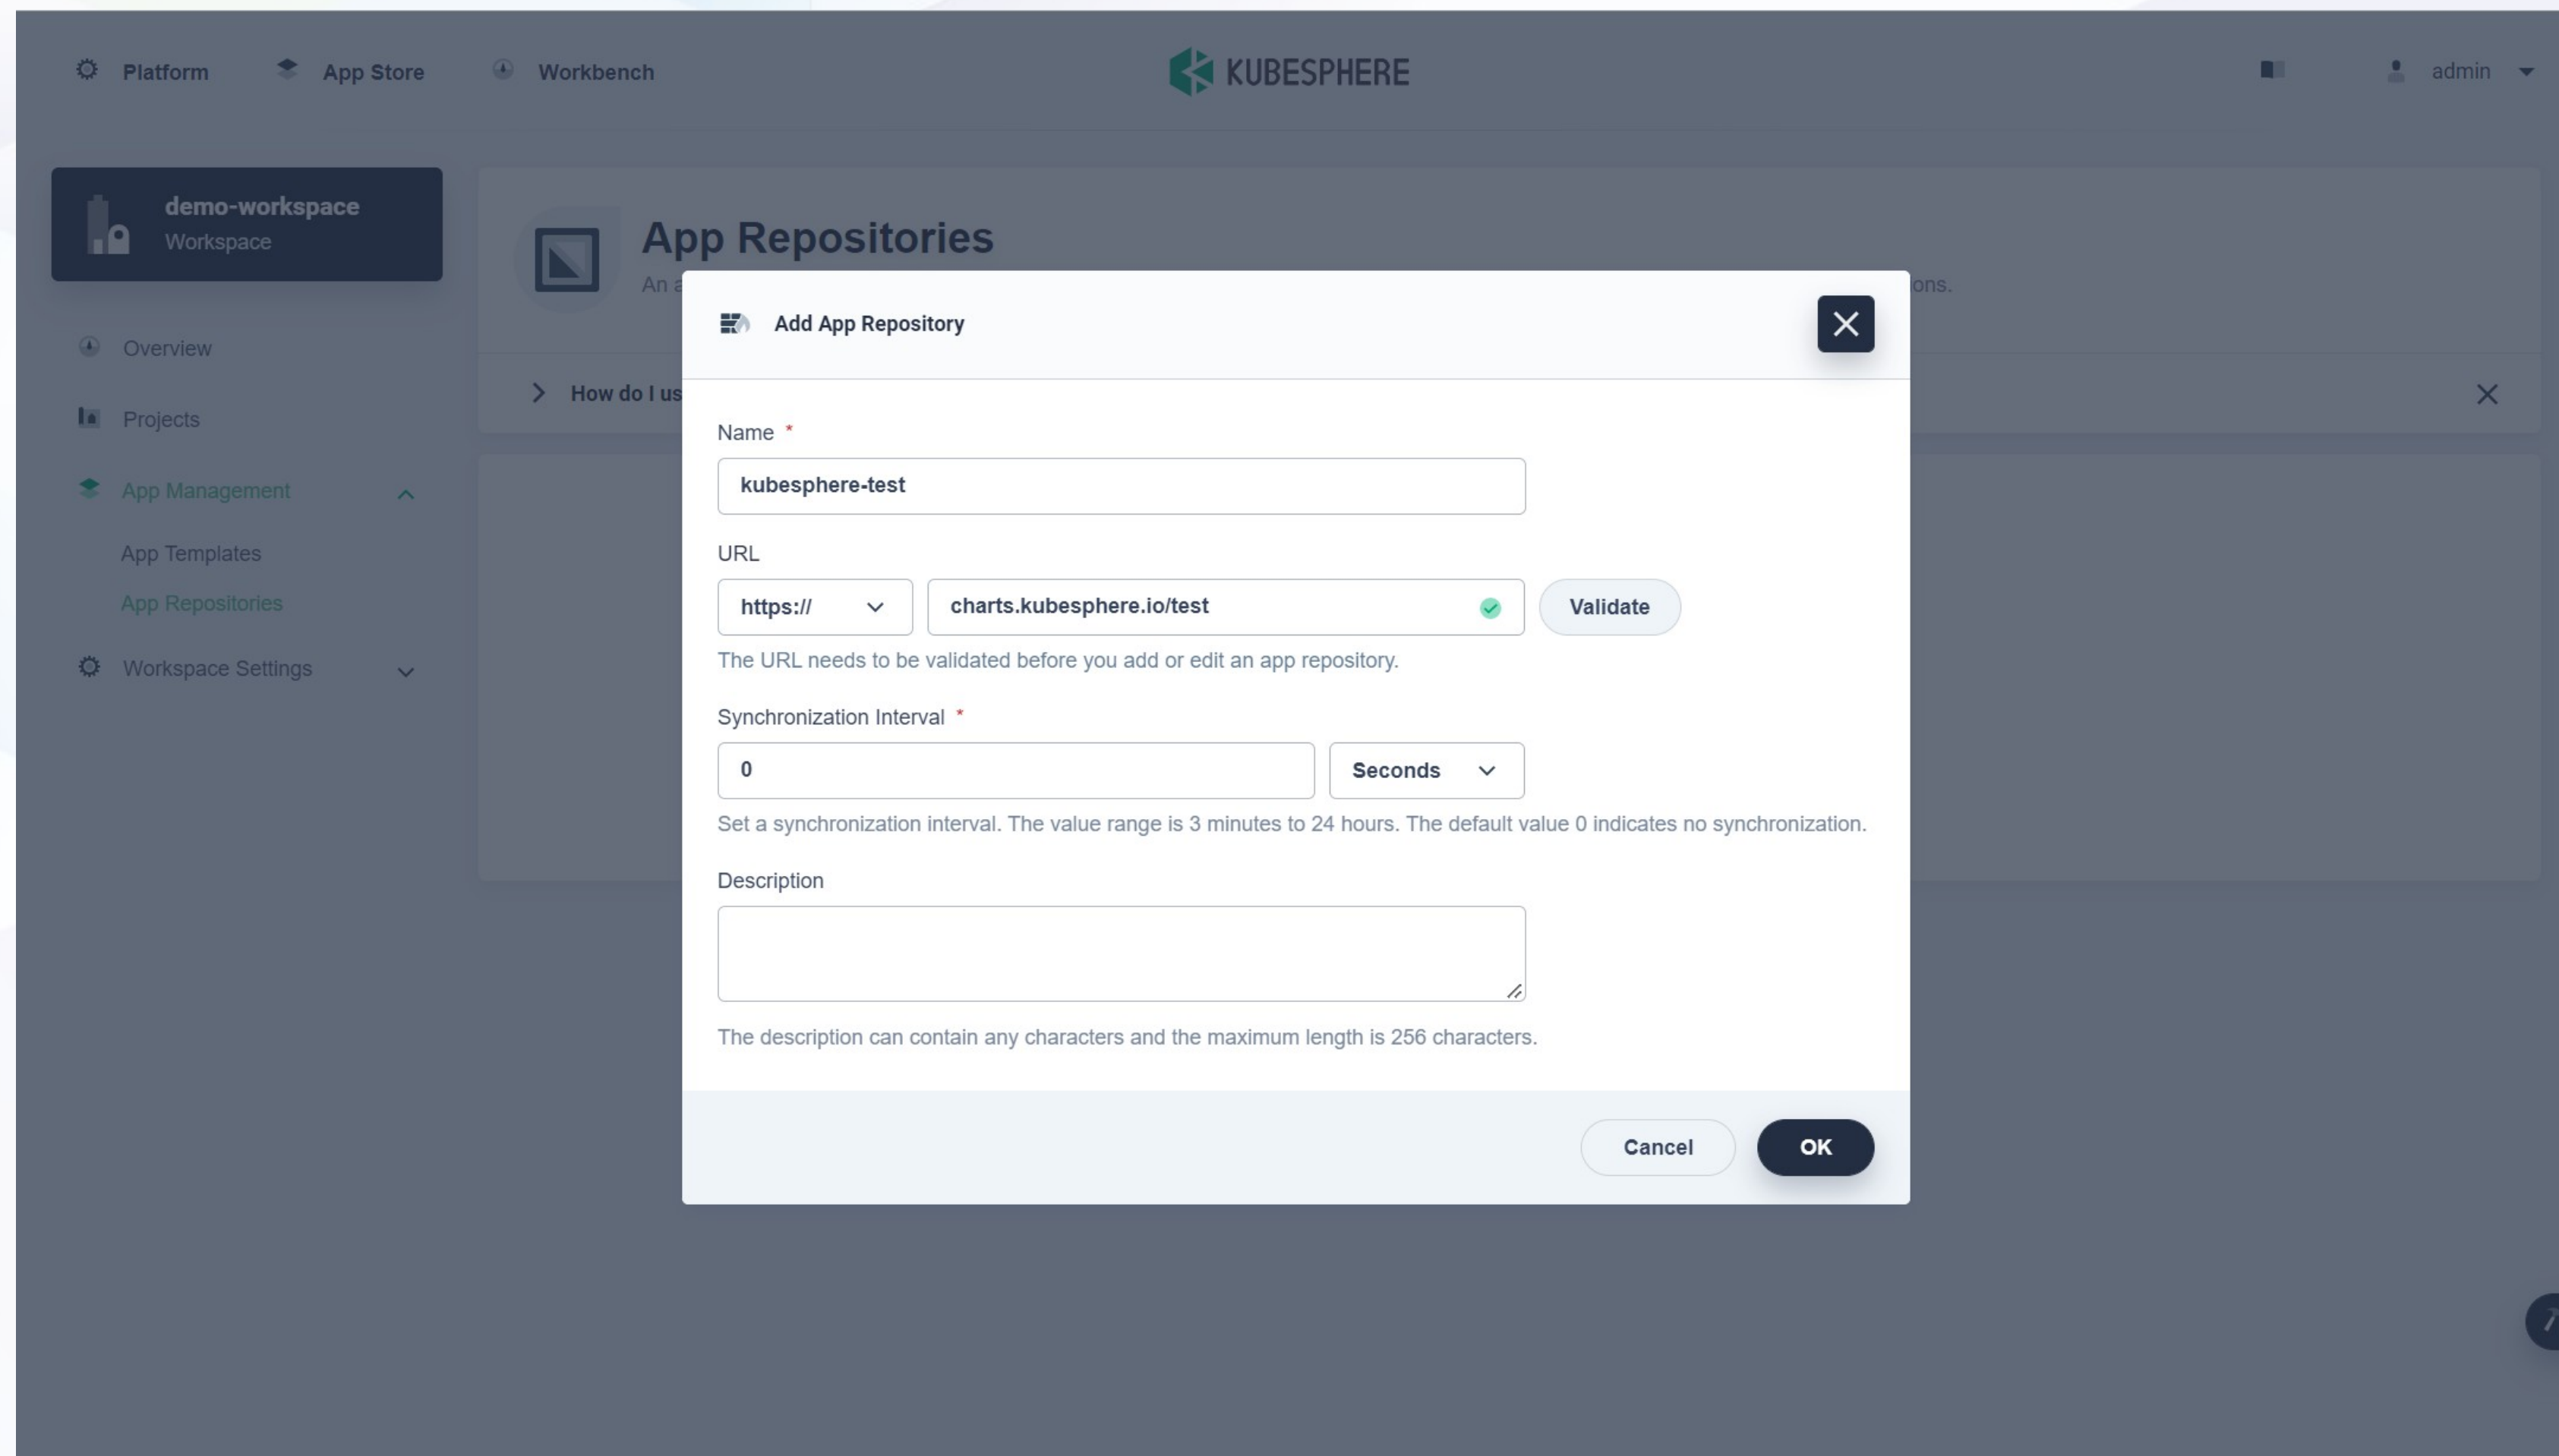 Platform App Store Workbench KUBESPHERE admin
demo-workspace
Workspace
Overview
Projects
App Management
App Templates
App Repositories
Workspace Settings
App Repositories
An
ons.
How do I us
Add App Repository
Name *
kubesphere-test
URL
https:// charts.kubesphere.io/test Validate
The URL needs to be validated before you add or edit an app repository.
Synchronization Interval *
0 Seconds
Set a synchronization interval. The value range is 3 minutes to 24 hours. The default value 0 indicates no synchronization.
Description
The description can contain any characters and the maximum length is 256 characters.
Cancel OK